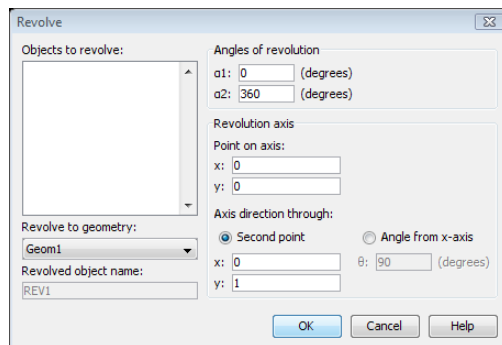 Revolve
Objects to revolve:
Revolve to geometry:
Geom1
Revolved object name:
REV1
Angles of revolution
α1: 0 (degrees)
α2: 360 (degrees)
Revolution axis
Point on axis:
x: 0
y: 0
Axis direction through:
Second point
Angle from x-axis
x: 0
θ: 90 (degrees)
y: 1
OK
Cancel
Help